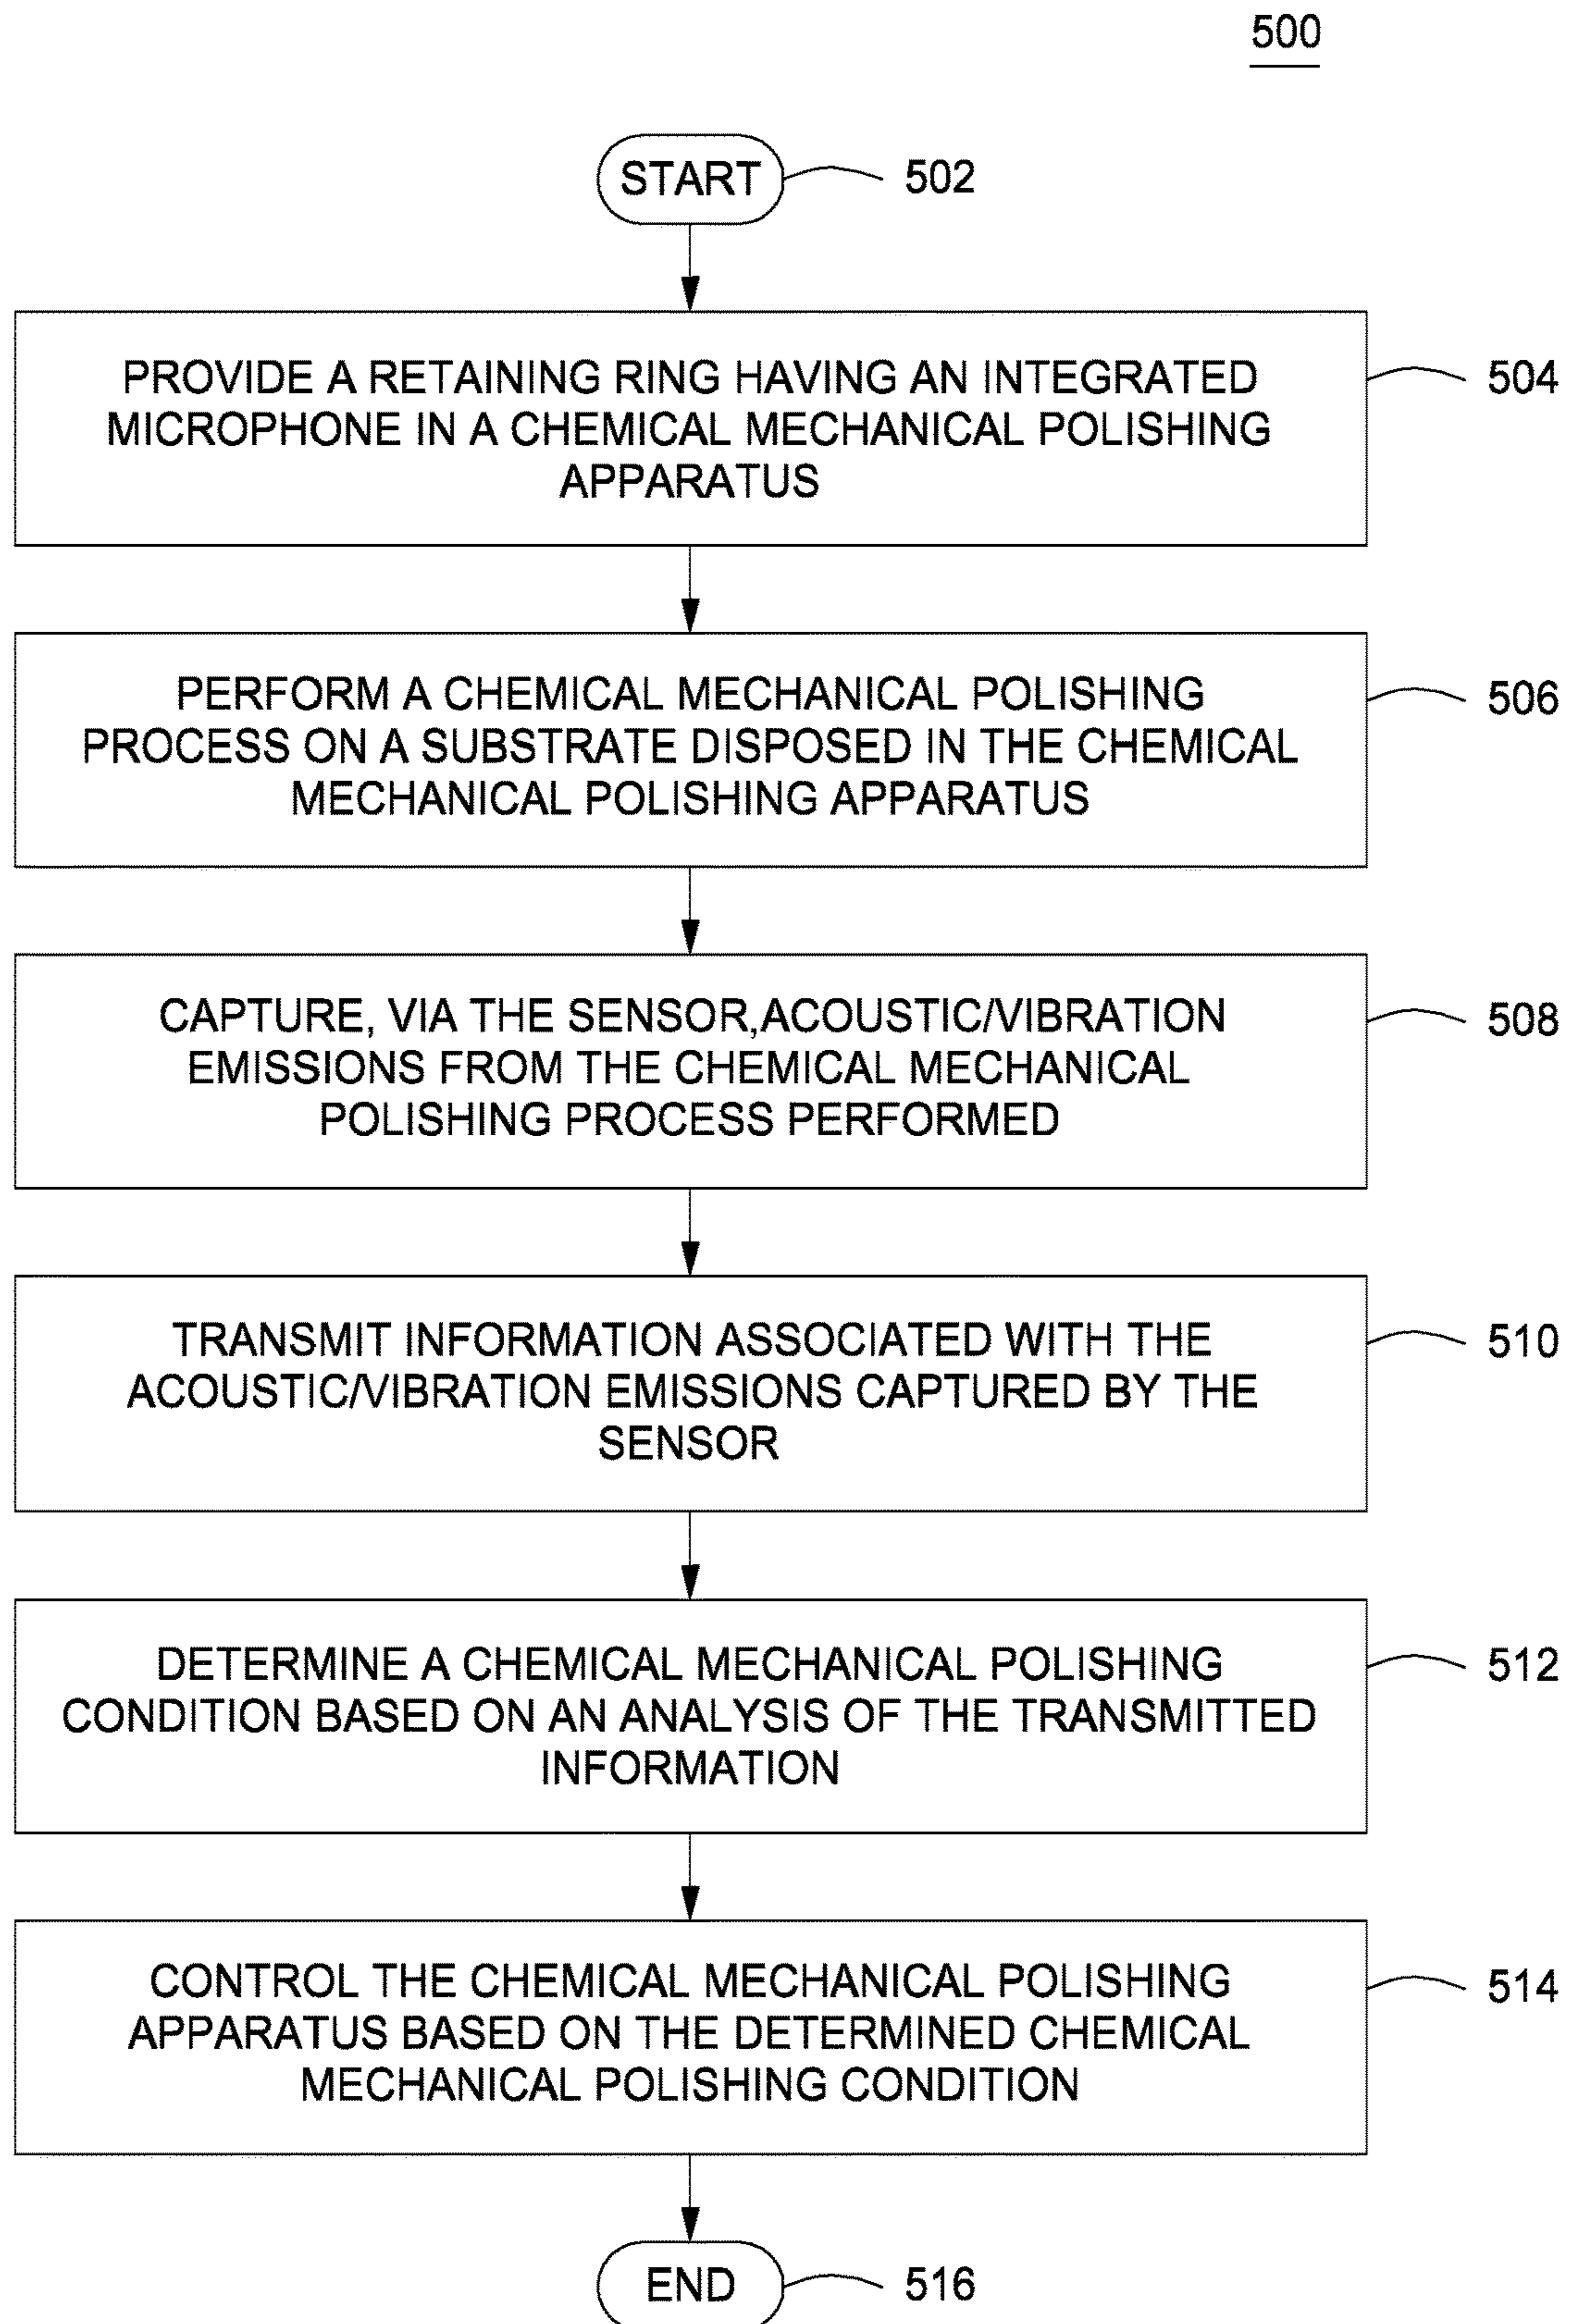 500
START
502
PROVIDE A RETAINING RING HAVING AN INTEGRATED
MICROPHONE IN A CHEMICAL MECHANICAL POLISHING
APPARATUS
504
PERFORM A CHEMICAL MECHANICAL POLISHING
PROCESS ON A SUBSTRATE DISPOSED IN THE CHEMICAL
MECHANICAL POLISHING APPARATUS
506
CAPTURE, VIA THE SENSOR,ACOUSTIC/VIBRATION
EMISSIONS FROM THE CHEMICAL MECHANICAL
POLISHING PROCESS PERFORMED
508
TRANSMIT INFORMATION ASSOCIATED WITH THE
ACOUSTIC/VIBRATION EMISSIONS CAPTURED BY THE
SENSOR
510
DETERMINE A CHEMICAL MECHANICAL POLISHING
CONDITION BASED ON AN ANALYSIS OF THE TRANSMITTED
INFORMATION
512
CONTROL THE CHEMICAL MECHANICAL POLISHING
APPARATUS BASED ON THE DETERMINED CHEMICAL
MECHANICAL POLISHING CONDITION
514
END
516